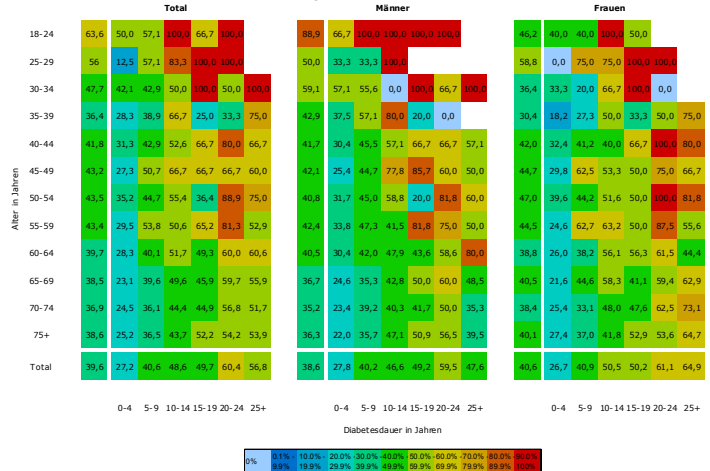 Total Männer Frauen
18-24 63,6 50,0 57,1 100,0 66,7 100,0 88,9 66,7 100,0 100,0 100,0 100,0 46,2 40,0 40,0 100,0 50,0
25-29 56 12,5 57,1 83,3 100,0 100,0 50,0 33,3 33,3 100,0 58,8 0,0 75,0 75,0 100,0 100,0
30-34 47,7 42,1 42,9 50,0 100,0 50,0 100,0 59,1 57,1 55,6 0,0 100,0 66,7 100,0 36,4 33,3 20,0 66,7 100,0 0,0
35-39 36,4 28,3 38,9 66,7 25,0 33,3 75,0 42,9 37,5 57,1 80,0 20,0 0,0 30,4 18,2 27,3 50,0 33,3 50,0 75,0
40-44 41,8 31,3 42,9 52,6 66,7 80,0 66,7 41,7 30,4 45,5 57,1 66,7 66,7 57,1 42,0 32,4 41,2 40,0 66,7 100,0 80,0
45-49 43,2 27,3 50,7 66,7 66,7 66,7 60,0 42,1 25,4 44,7 77,8 85,7 60,0 50,0 44,7 29,8 62,5 53,3 50,0 75,0 66,7
50-54 43,5 35,2 44,7 55,4 36,4 88,9 75,0 40,8 31,7 45,0 58,8 20,0 81,8 60,0 47,0 39,6 44,2 51,6 50,0 100,0 81,8
55-59 43,4 29,5 53,8 50,6 65,2 81,3 52,9 42,4 33,8 47,3 41,5 81,8 75,0 50,0 44,5 24,6 62,7 63,2 50,0 87,5 55,6
60-64 39,7 28,3 40,1 51,7 49,3 60,0 60,6 40,5 30,4 42,0 47,9 43,6 58,6 80,0 38,8 26,0 38,2 56,1 56,3 61,5 44,4
65-69 38,5 23,1 39,6 49,6 45,9 59,7 55,9 36,7 24,6 35,3 42,8 50,0 60,0 48,5 40,5 21,6 44,6 58,3 41,1 59,4 62,9
70-74 36,9 24,5 36,1 44,4 44,9 56,8 51,7 35,2 23,4 39,2 40,3 41,7 50,0 35,3 38,4 25,4 33,1 48,0 47,6 62,5 73,1
75+ 38,6 25,2 36,5 43,7 52,2 54,2 53,9 36,3 22,0 35,7 47,1 50,9 56,5 39,5 40,1 27,4 37,0 41,8 52,9 53,6 64,7
Total 39,6 27,2 40,6 48,6 49,7 60,4 56,8 38,6 27,8 40,2 46,6 49,2 59,5 47,6 40,6 26,7 40,9 50,5 50,2 61,1 64,9
Alter in Jahren
0-4 5-9 10-14 15-19 20-24 25+ 0-4 5-9 10-14 15-19 20-24 25+ 0-4 5-9 10-14 15-19 20-24 25+
Diabetesdauer in Jahren
0% 0.1% - 10.0% - 20.0% - 30.0% - 40.0% - 50.0% - 60.0% - 70.0% - 80.0% - 90.0% -
9.9% 19.9% 29.9% 39.9% 49.9% 59.9% 69.9% 79.9% 89.9% 100%